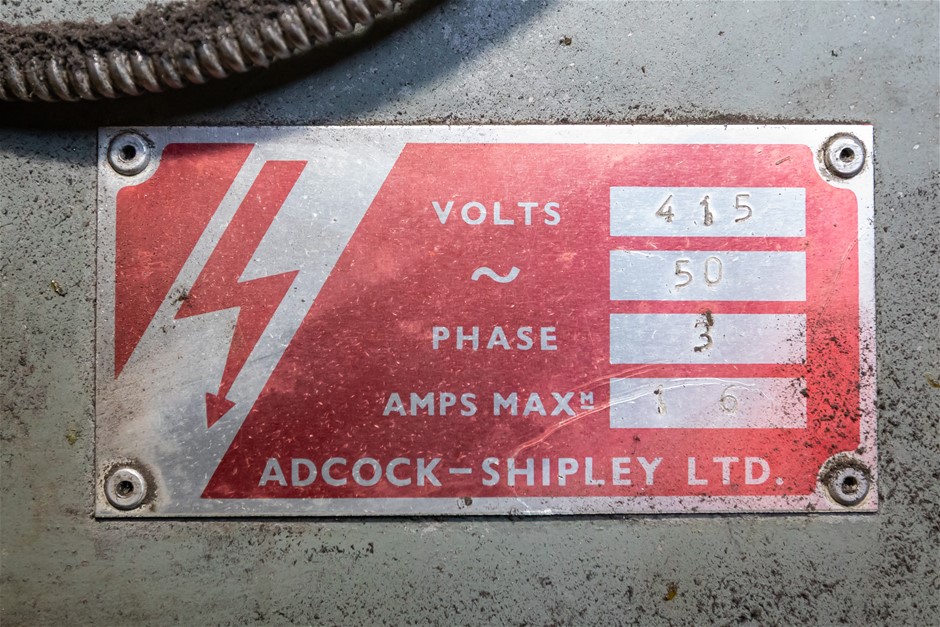 VOLTS 415
~ 50
PHASE 3
AMPS MAXᴹ 16
ADCOCK–SHIPLEY LTD.